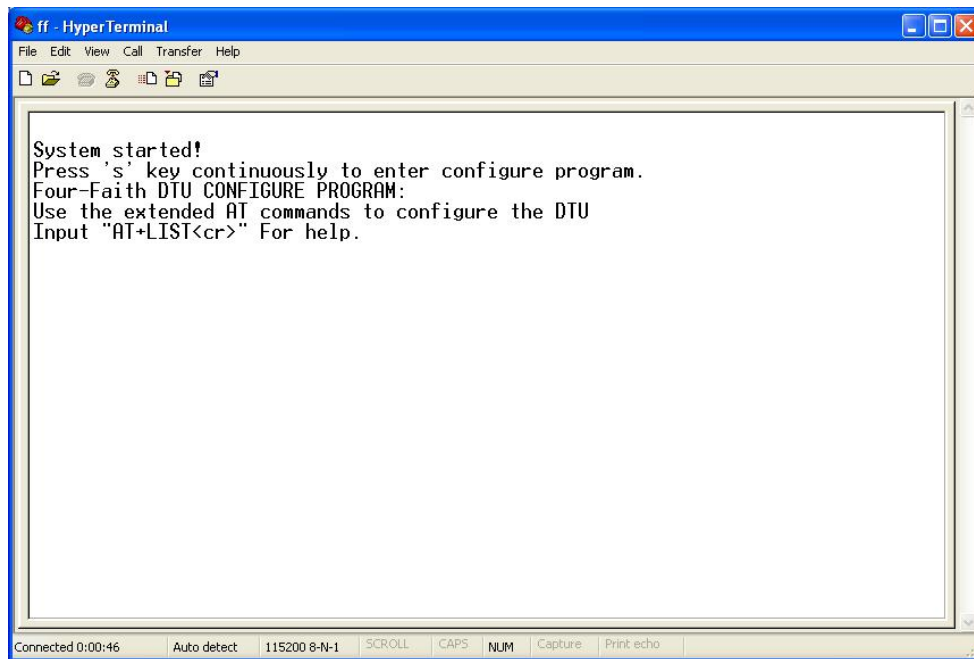 ff - HyperTerminal
File Edit View Call Transfer Help
System started!
Press 's' key continuously to enter configure program.
Four-Faith DTU CONFIGURE PROGRAM:
Use the extended AT commands to configure the DTU
Input "AT+LIST<cr>" For help.
Connected 0:00:46 Auto detect 115200 8-N-1 SCROLL CAPS NUM Capture Print echo